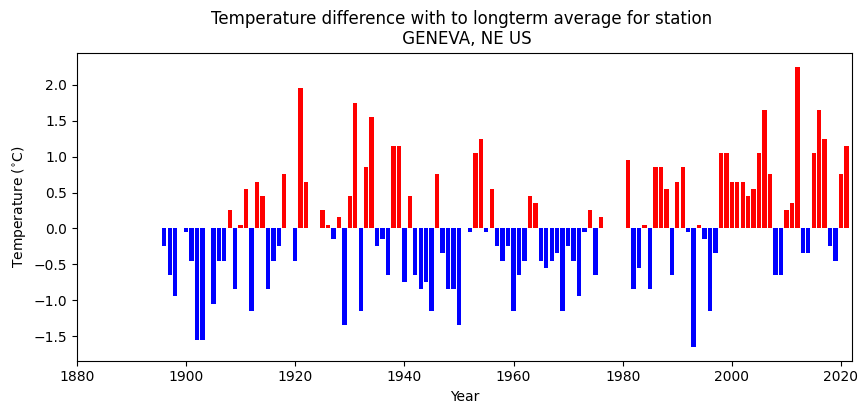 Temperature difference with to longterm average for station
GENEVA, NE US
Temperature (°C)
2.0
1.5
1.0
0.5
0.0
−0.5
−1.0
−1.5
1880 1900 1920 1940 1960 1980 2000 2020
Year